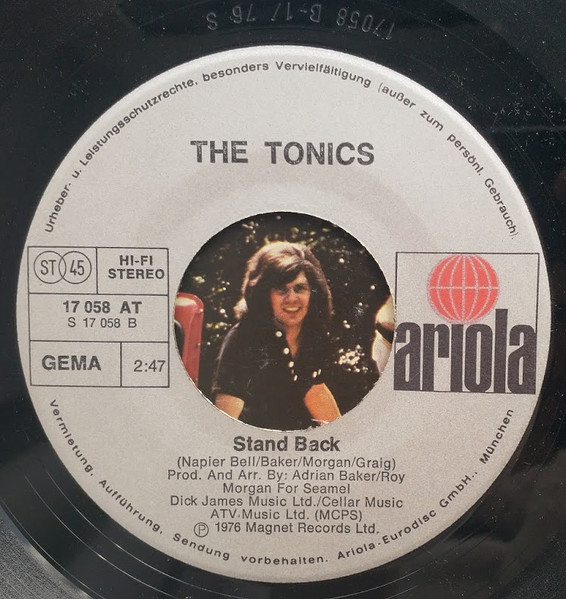 17058 B-1/ 76 S
Urheber- u. Leistungsschutzrechte, besonders Vervielfältigung (außer zum persönl. Gebrauch),
THE TONICS
ST 45
HI-FI
STEREO
17 058 AT
S 17 058 B
GEMA
2:47
ariola
Stand Back
(Napier Bell/Baker/Morgan/Graig)
Prod. And Arr. By: Adrian Baker/Roy
Morgan For Seamel
Dick James Music Ltd./Cellar Music
ATV Music Ltd. (MCPS)
Ⓟ 1976 Magnet Records Ltd.
Vermietung, Aufführung, Sendung vorbehalten. Ariola-Eurodisc GmbH., München